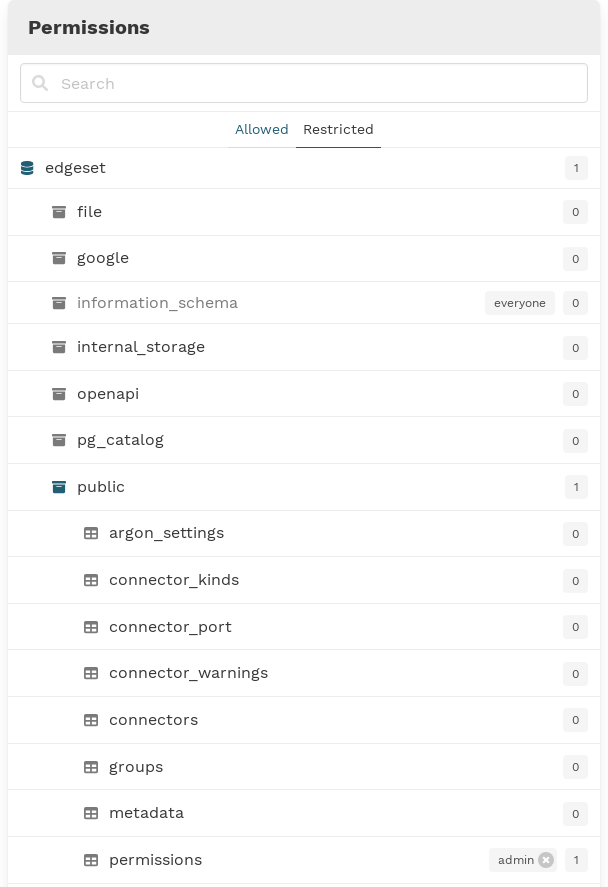 Permissions
Search
Allowed Restricted
edgeset 1
file 0
google 0
information_schema everyone 0
internal_storage 0
openapi 0
pg_catalog 0
public 1
argon_settings 0
connector_kinds 0
connector_port 0
connector_warnings 0
connectors 0
groups 0
metadata 0
permissions admin 1